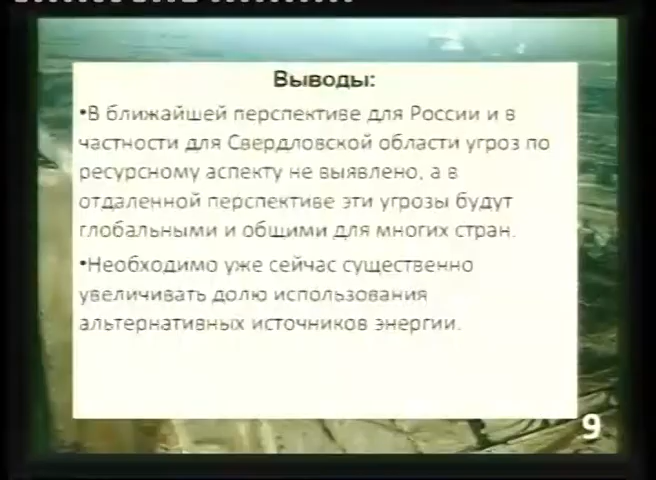 Выводы:
•В ближайшей перспективе для России и в
частности для Свердловской области угроз по
ресурсному аспекту не выявлено, а в
отдаленной перспективе эти угрозы будут
глобальными и общими для многих стран.
•Необходимо уже сейчас существенно
увеличивать долю использования
альтернативных источников энергии.
9